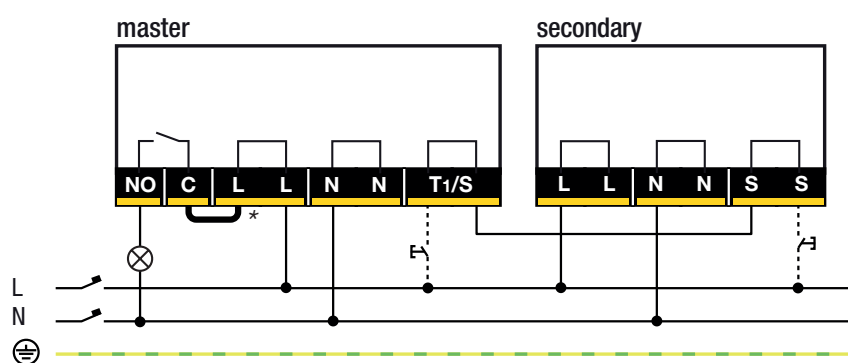 master secondary
NO C L L N N T1/S L L N N S S
*
L
N